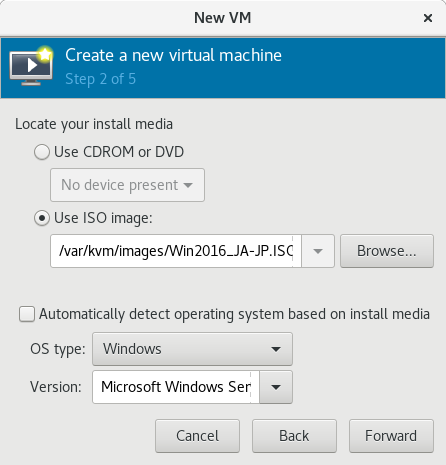 New VM
Create a new virtual machine
Step 2 of 5
Locate your install media
Use CDROM or DVD
No device present
Use ISO image:
/var/kvm/images/Win2016_JA-JP.ISO
Browse...
Automatically detect operating system based on install media
OS type: Windows
Version: Microsoft Windows Ser
Cancel Back Forward